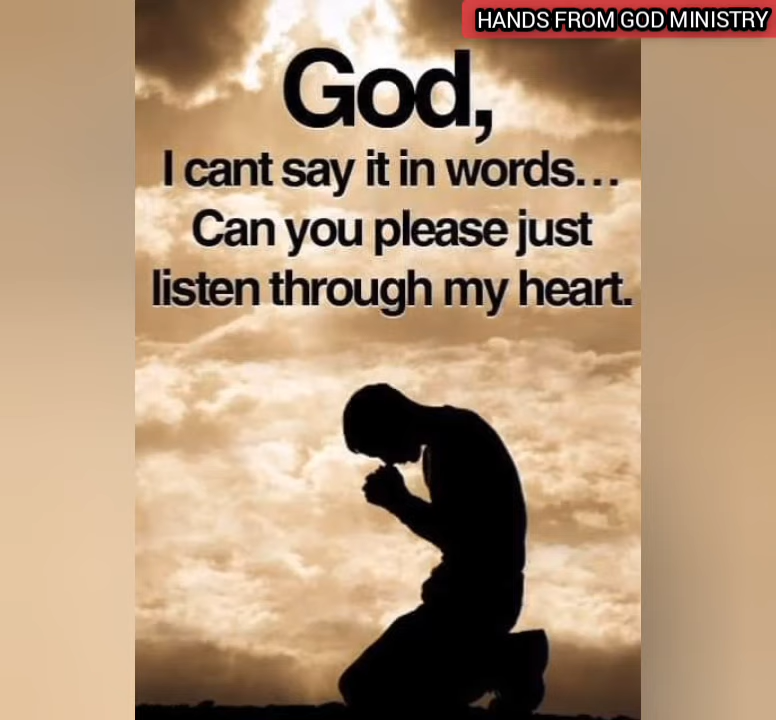 HANDS FROM GOD MINISTRY
God,
I cant say it in words...
Can you please just
listen through my heart.